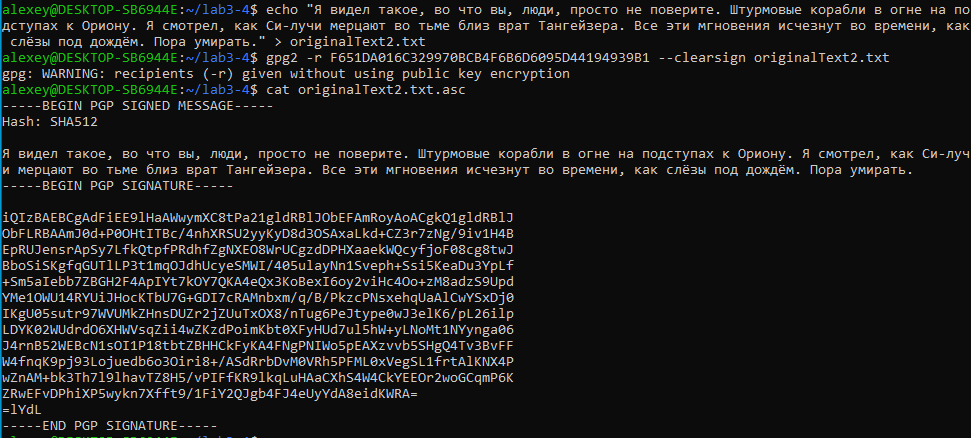 alexey@DESKTOP-SB6944E:~/lab3-4$ echo "Я видел такое, во что вы, люди, просто не поверите. Штурмовые корабли в огне на по
дступах к Ориону. Я смотрел, как Си-лучи мерцают во тьме близ врат Тангейзера. Все эти мгновения исчезнут во времени, как
 слёзы под дождём. Пора умирать." > originalText2.txt
alexey@DESKTOP-SB6944E:~/lab3-4$ gpg2 -r F651DA016C329970BCB4F6B6D6095D44194939B1 --clearsign originalText2.txt
gpg: WARNING: recipients (-r) given without using public key encryption
alexey@DESKTOP-SB6944E:~/lab3-4$ cat originalText2.txt.asc
-----BEGIN PGP SIGNED MESSAGE-----
Hash: SHA512

Я видел такое, во что вы, люди, просто не поверите. Штурмовые корабли в огне на подступах к Ориону. Я смотрел, как Си-луч
и мерцают во тьме близ врат Тангейзера. Все эти мгновения исчезнут во времени, как слёзы под дождём. Пора умирать.
-----BEGIN PGP SIGNATURE-----

iQIzBAEBCgAdFiEE9lHaAWwymXC8tPa21gldRBlJObEFAmRoyAoACgkQ1gldRBlJ
ObFLRBAAmJ0d+P0OHtITBc/4nhXRSU2yyKyD8d3OSAxaLkd+CZ3r7zNg/9iv1H4B
EpRUJensrApSy7LfkQtpfPRdhfZgNXEO8WrUCgzdDPHXaaekWQcyfjoF08cg8twJ
BboSiSKgfqGUTlLP3t1mqOJdhUcyeSMWI/405ulayNn1Sveph+Ssi5KeaDu3YpLf
+Sm5aIebb7ZBGH2F4ApIYt7kOY7QKA4eQx3KoBexI6oy2viHc4Oo+zM8adzS9Upd
YMe1OWU14RYUiJHocKTbU7G+GDI7cRAMnbxm/q/B/PkzcPNsxehqUaAlCwYSxDj0
IKgU05sutr97WVUMkZHnsDUZr2jZUuTxOX8/nTug6PeJtype0wJ3elK6/pL26ilp
LDYK02WUdrdO6XHWVsqZii4wZKzdPoimKbt0XFyHUd7ul5hW+yLNoMt1NYynga06
J4rnB52WEBcN1sOI1P18tbtZBHHCkFyKA4FNgPNIWo5pEAXzvvb5SHgQ4Tv3BvFF
W4fnqK9pj93Lojuedb6o3Oiri8+/ASdRrbDvM0VRh5PFML0xVegSL1frtAlKNX4P
wZnAM+bk3Th7l9lhavTZ8H5/vPIFfKR9lkqLuHAaCXhS4W4CkYEEOr2woGCqmP6K
ZRwEFvDPhiXP5wykn7Xfft9/1FiY2QJgb4FJ4eUyYdA8eidKWRA=
=lYdL
-----END PGP SIGNATURE-----